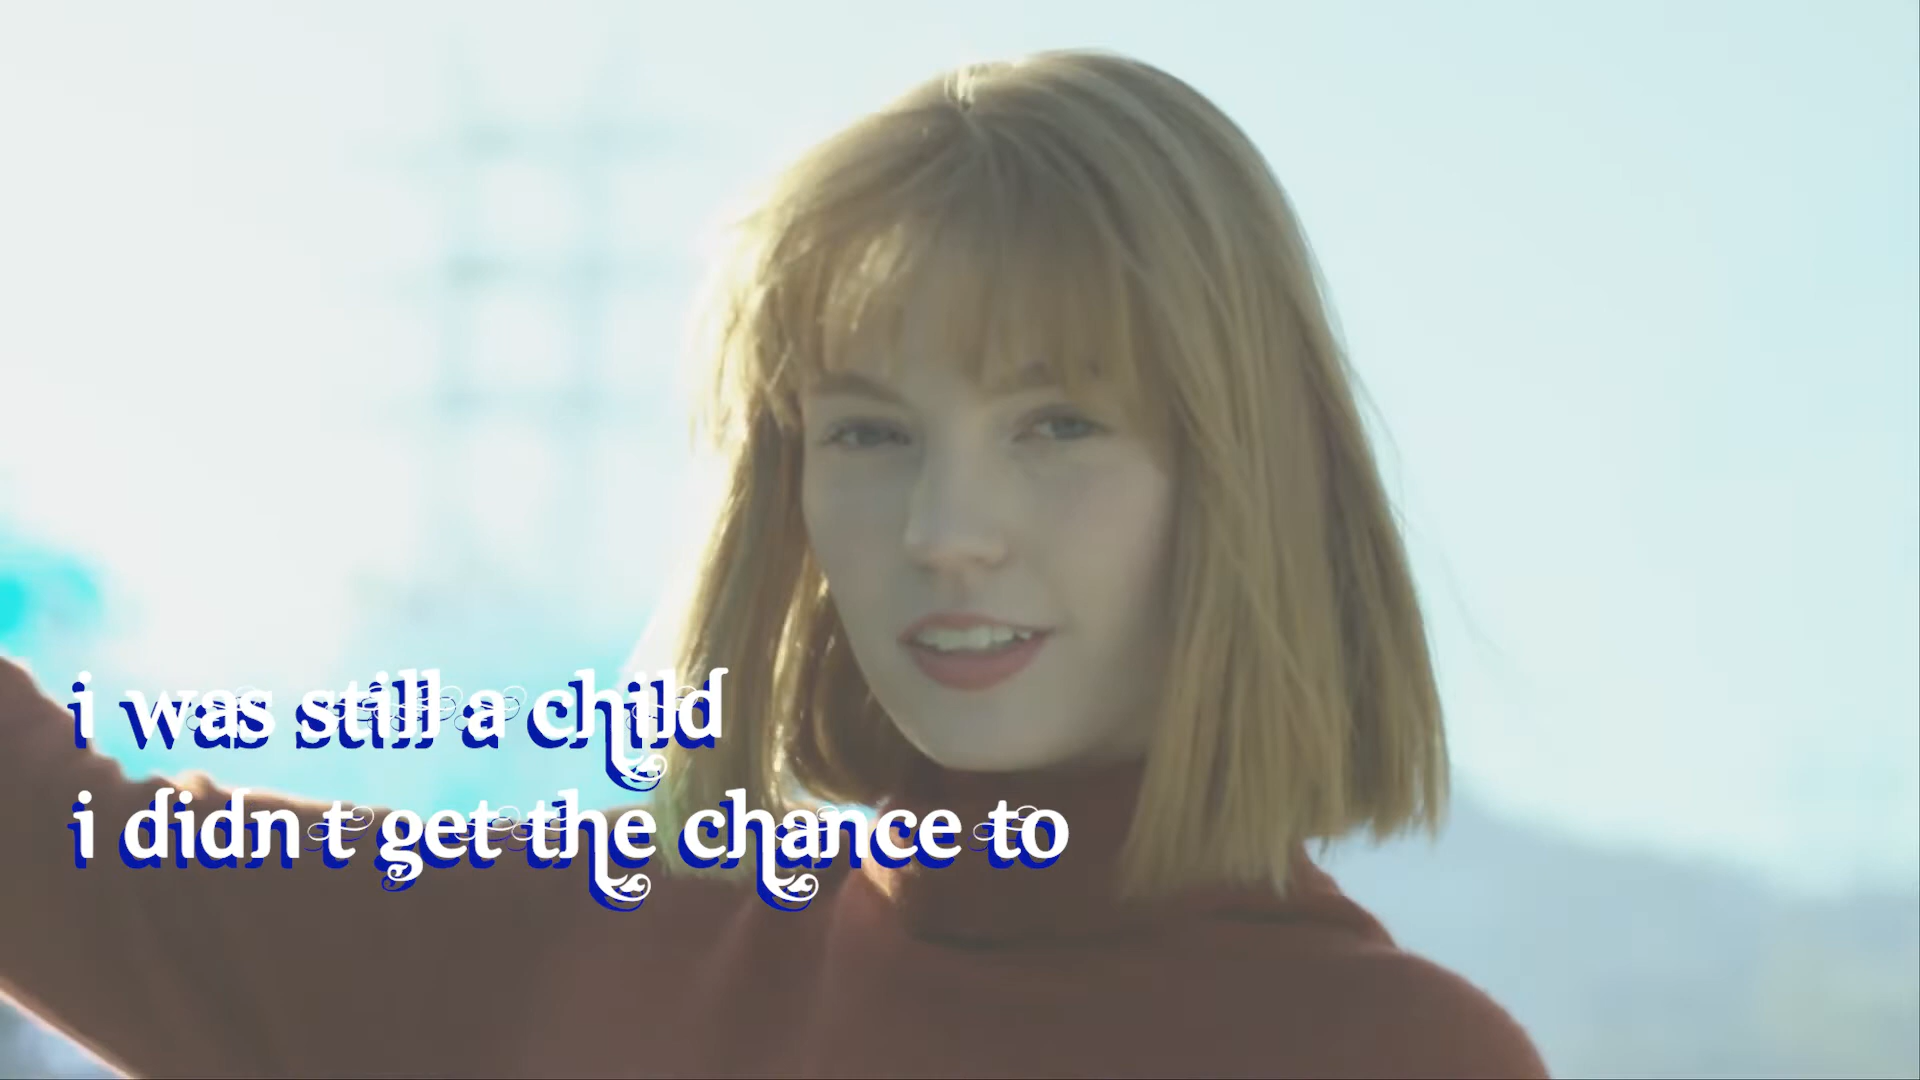 i was still a child
i didn t get the chance to